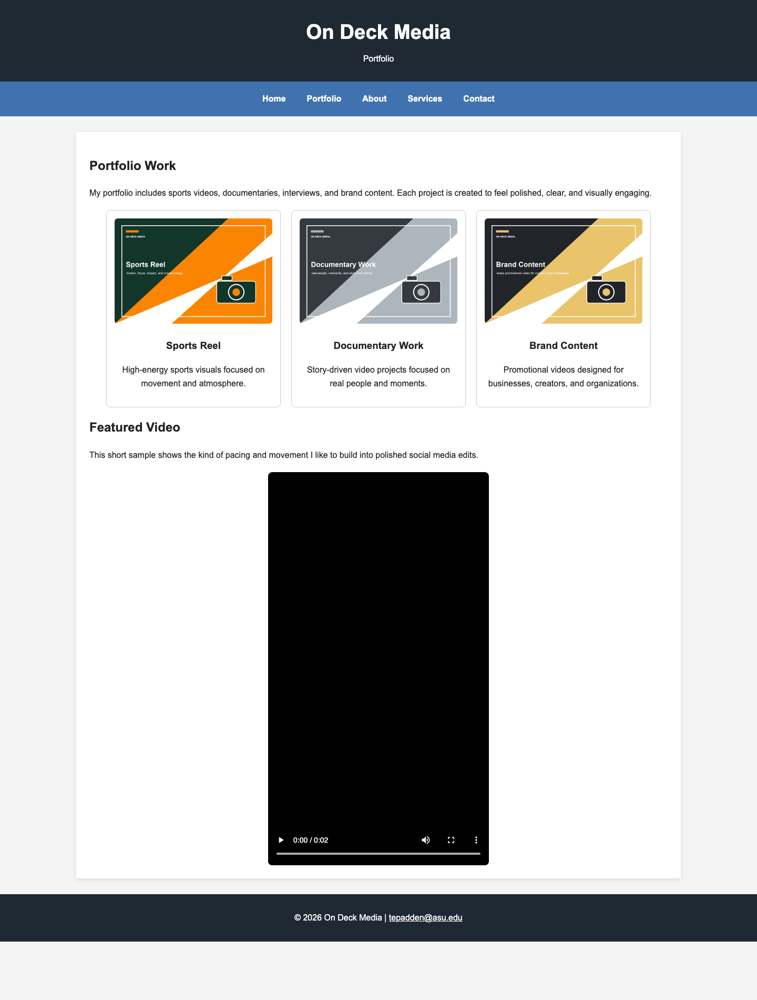 On Deck Media
Portfolio
Home Portfolio About Services Contact
Portfolio Work
My portfolio includes sports videos, documentaries, interviews, and brand content. Each project is created to feel polished, clear, and visually engaging.
ON DECK MEDIA
Sports Reel
motion, focus, impact, and crowd energy
Sports Reel
High-energy sports visuals focused on
movement and atmosphere.
ON DECK MEDIA
Documentary Work
real people, moments, and story-first editing
Documentary Work
Story-driven video projects focused on
real people and moments.
ON DECK MEDIA
Brand Content
sharp promotional video for creators and businesses
Brand Content
Promotional videos designed for
businesses, creators, and organizations.
Featured Video
This short sample shows the kind of pacing and movement I like to build into polished social media edits.
0:00 / 0:02
© 2026 On Deck Media | tepadden@asu.edu